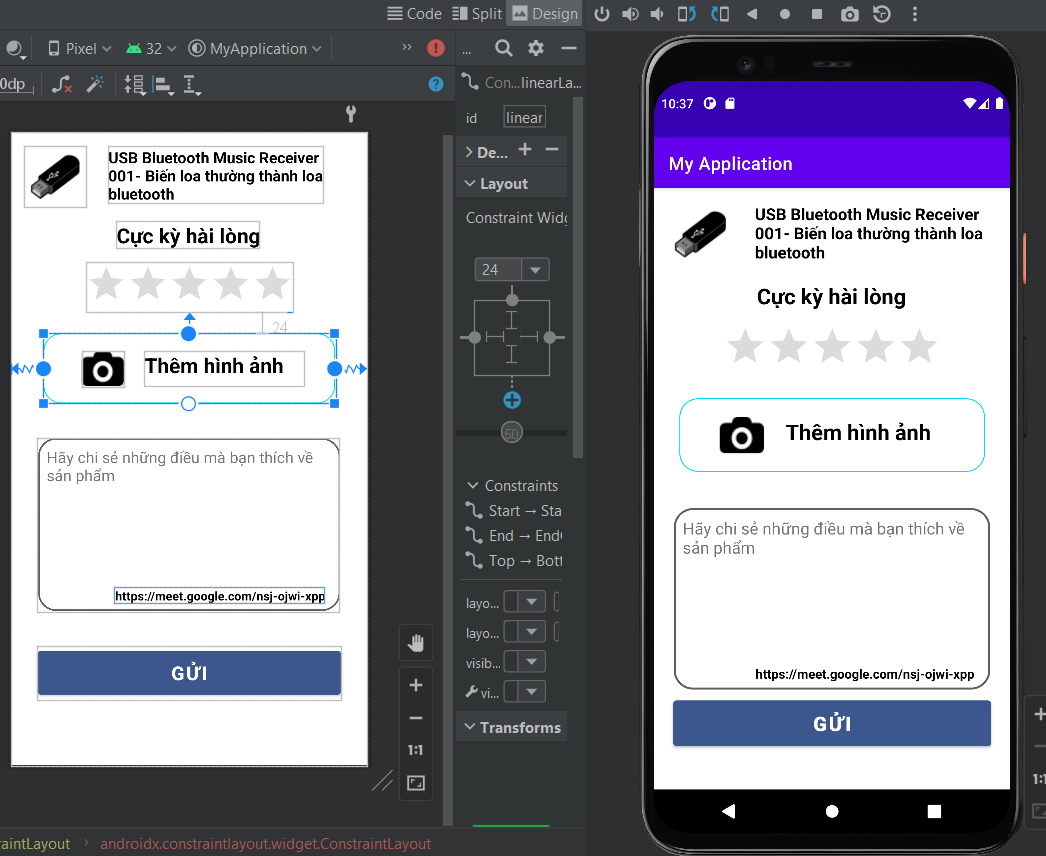 Code Split Design
Pixel 32 MyApplication
0dp
...
Con...linearLa...
id linear
De...
Layout
Constraint Widg
24
50
Constraints
Start → Sta
End → End
Top → Bott
layo...
layo...
visib...
vi...
Transforms
USB Bluetooth Music Receiver
001- Biến loa thường thành loa
bluetooth
Cực kỳ hài lòng
24
Thêm hình ảnh
Hãy chi sẻ những điều mà bạn thích về
sản phẩm
https://meet.google.com/nsj-ojwi-xpp
GỬI
1:1
raintLayout › androidx.constraintlayout.widget.ConstraintLayout
10:37
My Application
USB Bluetooth Music Receiver
001- Biến loa thường thành loa
bluetooth
Cực kỳ hài lòng
Thêm hình ảnh
Hãy chi sẻ những điều mà bạn thích về
sản phẩm
https://meet.google.com/nsj-ojwi-xpp
GỬI
1:1